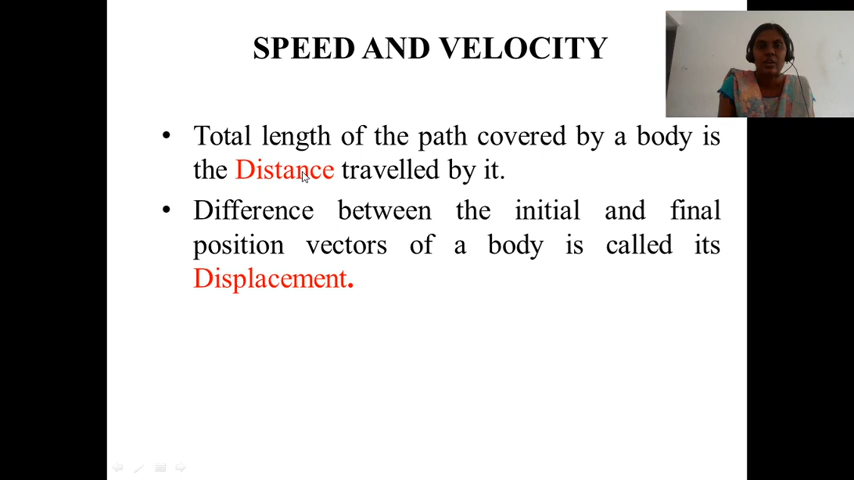 SPEED AND VELOCITY
• Total length of the path covered by a body is
the Distance travelled by it.
• Difference between the initial and final
position vectors of a body is called its
Displacement.